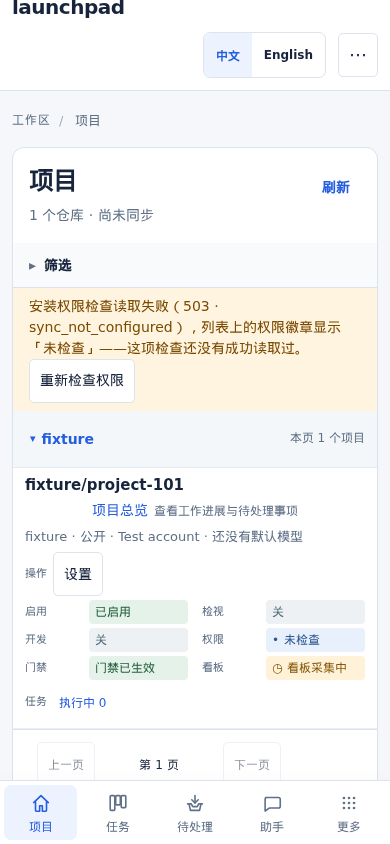 launchpad
中文 English ⋯
工作区 / 项目
项目
刷新
1 个仓库 · 尚未同步
▸ 筛选
安装权限检查读取失败（503 ·
sync_not_configured），列表上的权限徽章显示
「未检查」——这项检查还没有成功读取过。
重新检查权限
▾ fixture 本页 1 个项目
fixture/project-101
项目总览 查看工作进展与待处理事项
fixture · 公开 · Test account · 还没有默认模型
操作 设置
启用 已启用 检视 关
开发 关 权限 • 未检查
门禁 门禁已生效 看板 ◷ 看板采集中
任务 执行中 0
上一页 第 1 页 下一页
项目 任务 待处理 助手 更多